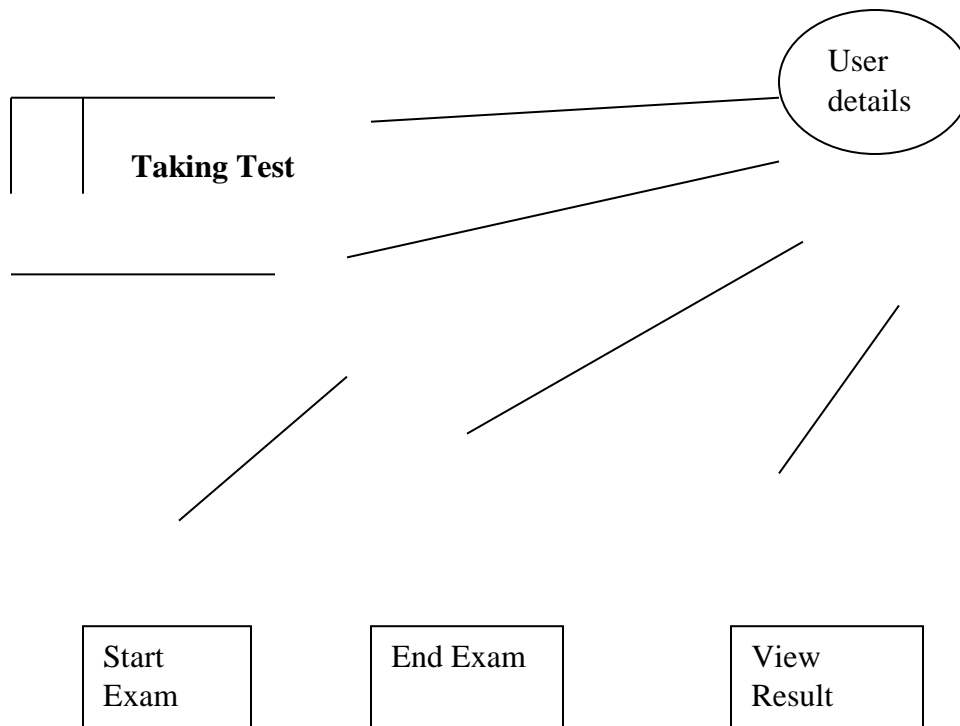 User
details
Taking Test
Start
Exam
End Exam
View
Result